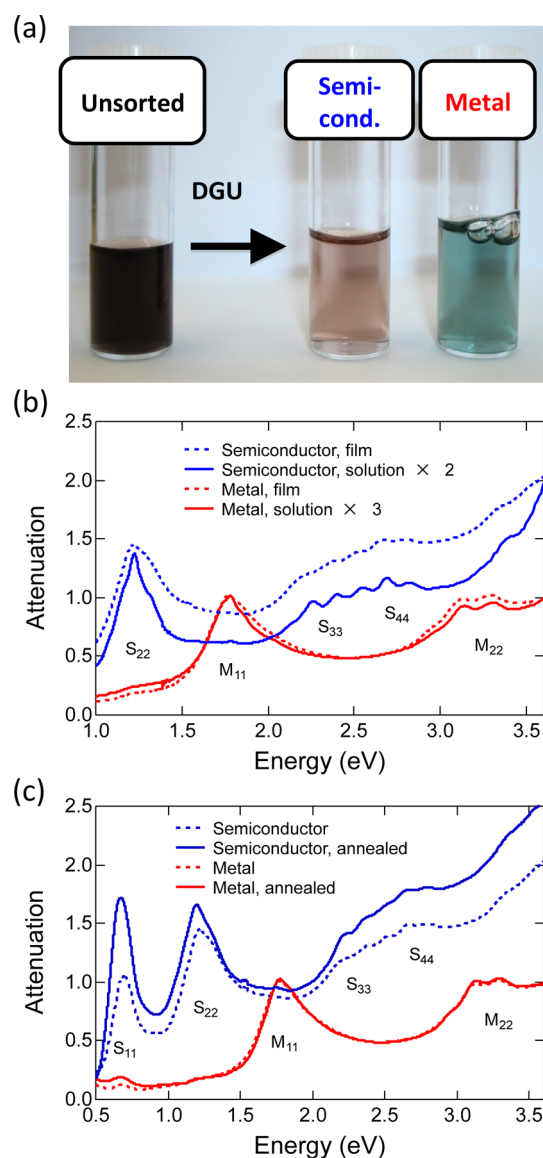 (a)
Unsorted
Semi-
cond.
Metal
DGU
(b)
2.5
2.0
1.5
1.0
0.5
0.0
Attenuation
Semiconductor, film
Semiconductor, solution × 2
Metal, film
Metal, solution × 3
S22
M11
S33
S44
M22
1.0 1.5 2.0 2.5 3.0 3.5
Energy (eV)
(c)
2.5
2.0
1.5
1.0
0.5
0.0
Attenuation
Semiconductor
Semiconductor, annealed
Metal
Metal, annealed
S11
S22
M11
S33
S44
M22
0.5 1.0 1.5 2.0 2.5 3.0 3.5
Energy (eV)